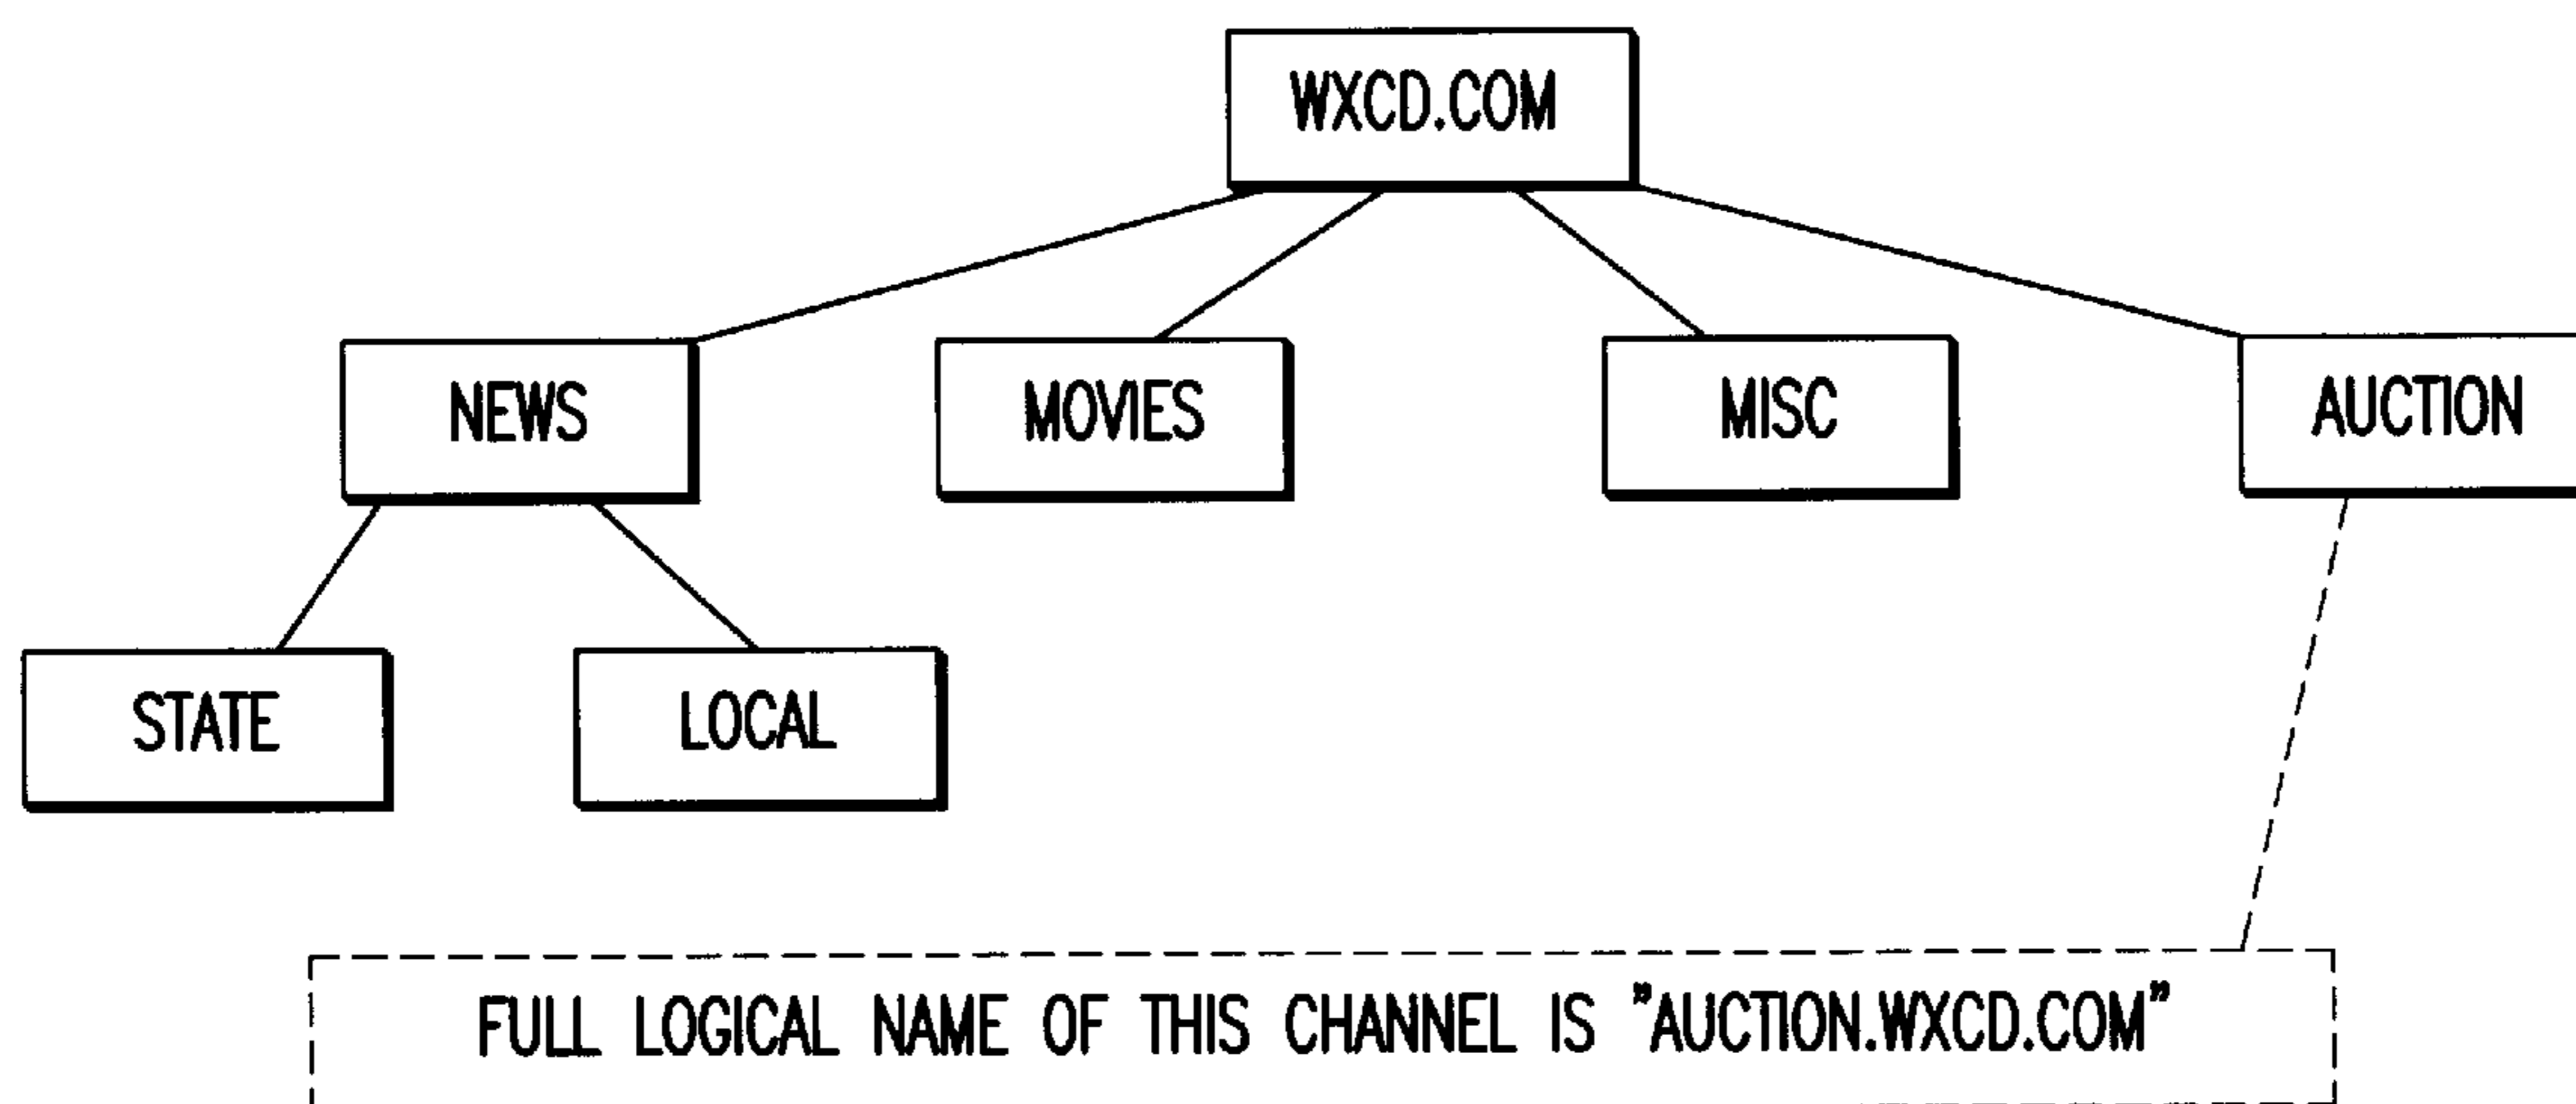 WXCD.COM
NEWS
MOVIES
MISC
AUCTION
STATE
LOCAL
FULL LOGICAL NAME OF THIS CHANNEL IS "AUCTION.WXCD.COM"